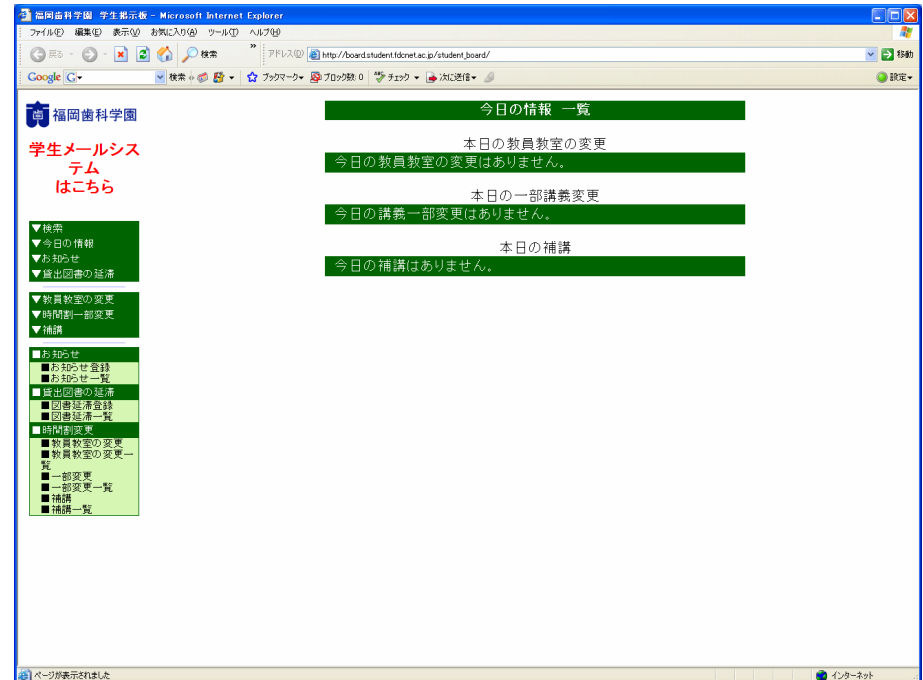 福岡歯科学園 学生掲示板 - Microsoft Internet Explorer
ファイル(F) 編集(E) 表示(V) お気に入り(A) ツール(T) ヘルプ(H)
戻る 検索 » アドレス(D) http://board.student.fdcnet.ac.jp/student_board/ 移動
Google G 検索 ブックマーク ブロック数: 0 チェック 次に送信 設定
福岡歯科学園
学生メールシス
テム
はこちら
▼検索
▼今日の情報
▼お知らせ
▼貸出図書の延滞
▼教員教室の変更
▼時間割一部変更
▼補講
■お知らせ
■お知らせ登録
■お知らせ一覧
■貸出図書の延滞
■図書延滞登録
■図書延滞一覧
■時間割変更
■教員教室の変更
■教員教室の変更一
覧
■一部変更
■一部変更一覧
■補講
■補講一覧
今日の情報 一覧
本日の教員教室の変更
今日の教員教室の変更はありません。
本日の一部講義変更
今日の講義一部変更はありません。
本日の補講
今日の補講はありません。
ページが表示されました インターネット